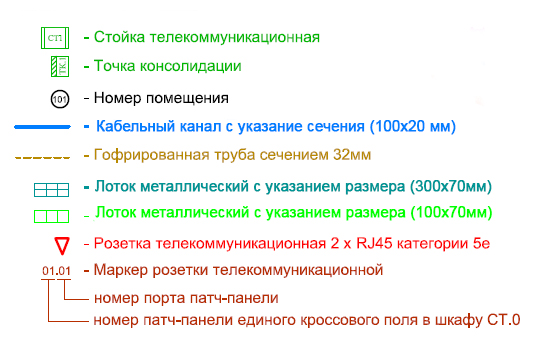 СТ1 - Стойка телекоммуникационная
ТК1 - Точка консолидации
101 - Номер помещения
- Кабельный канал с указание сечения (100х20 мм)
- Гофрированная труба сечением 32мм
- Лоток металлический с указанием размера (300х70мм)
- Лоток металлический с указанием размера (100х70мм)
- Розетка телекоммуникационная 2 х RJ45 категории 5е
01.01 - Маркер розетки телекоммуникационной
номер порта патч-панели
номер патч-панели единого кроссового поля в шкафу СТ.0